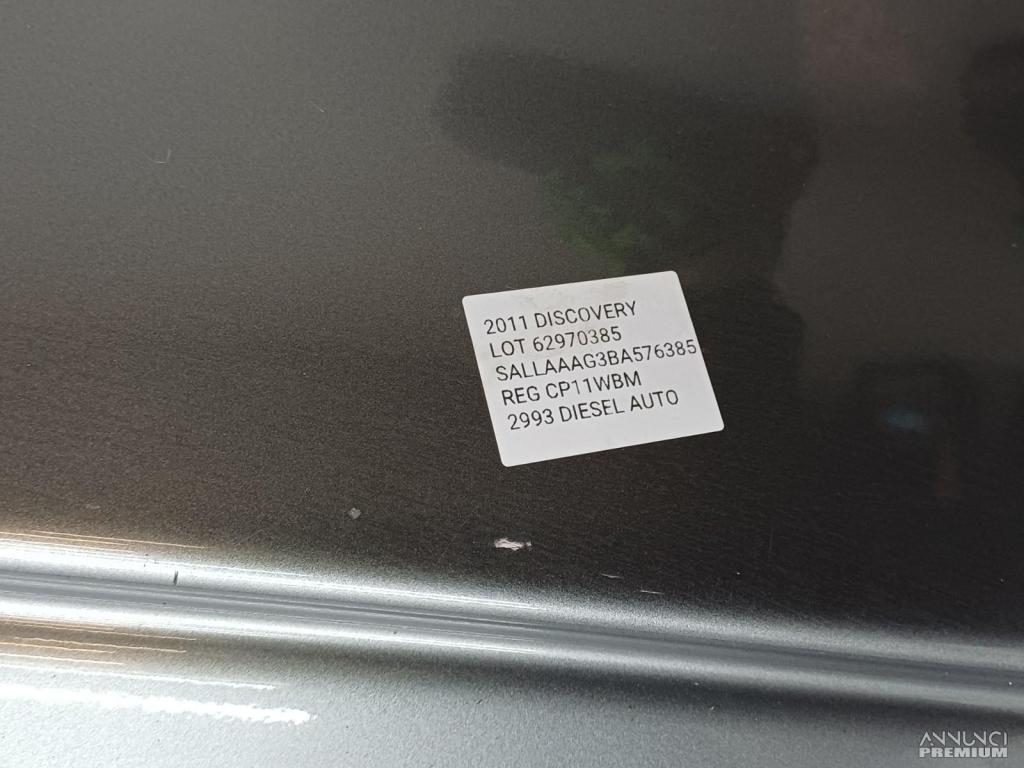 2011 DISCOVERY
LOT 62970385
SALLAAAG3BA576385
REG CP11WBM
2993 DIESEL AUTO
ANNUNCI
PREMIUM